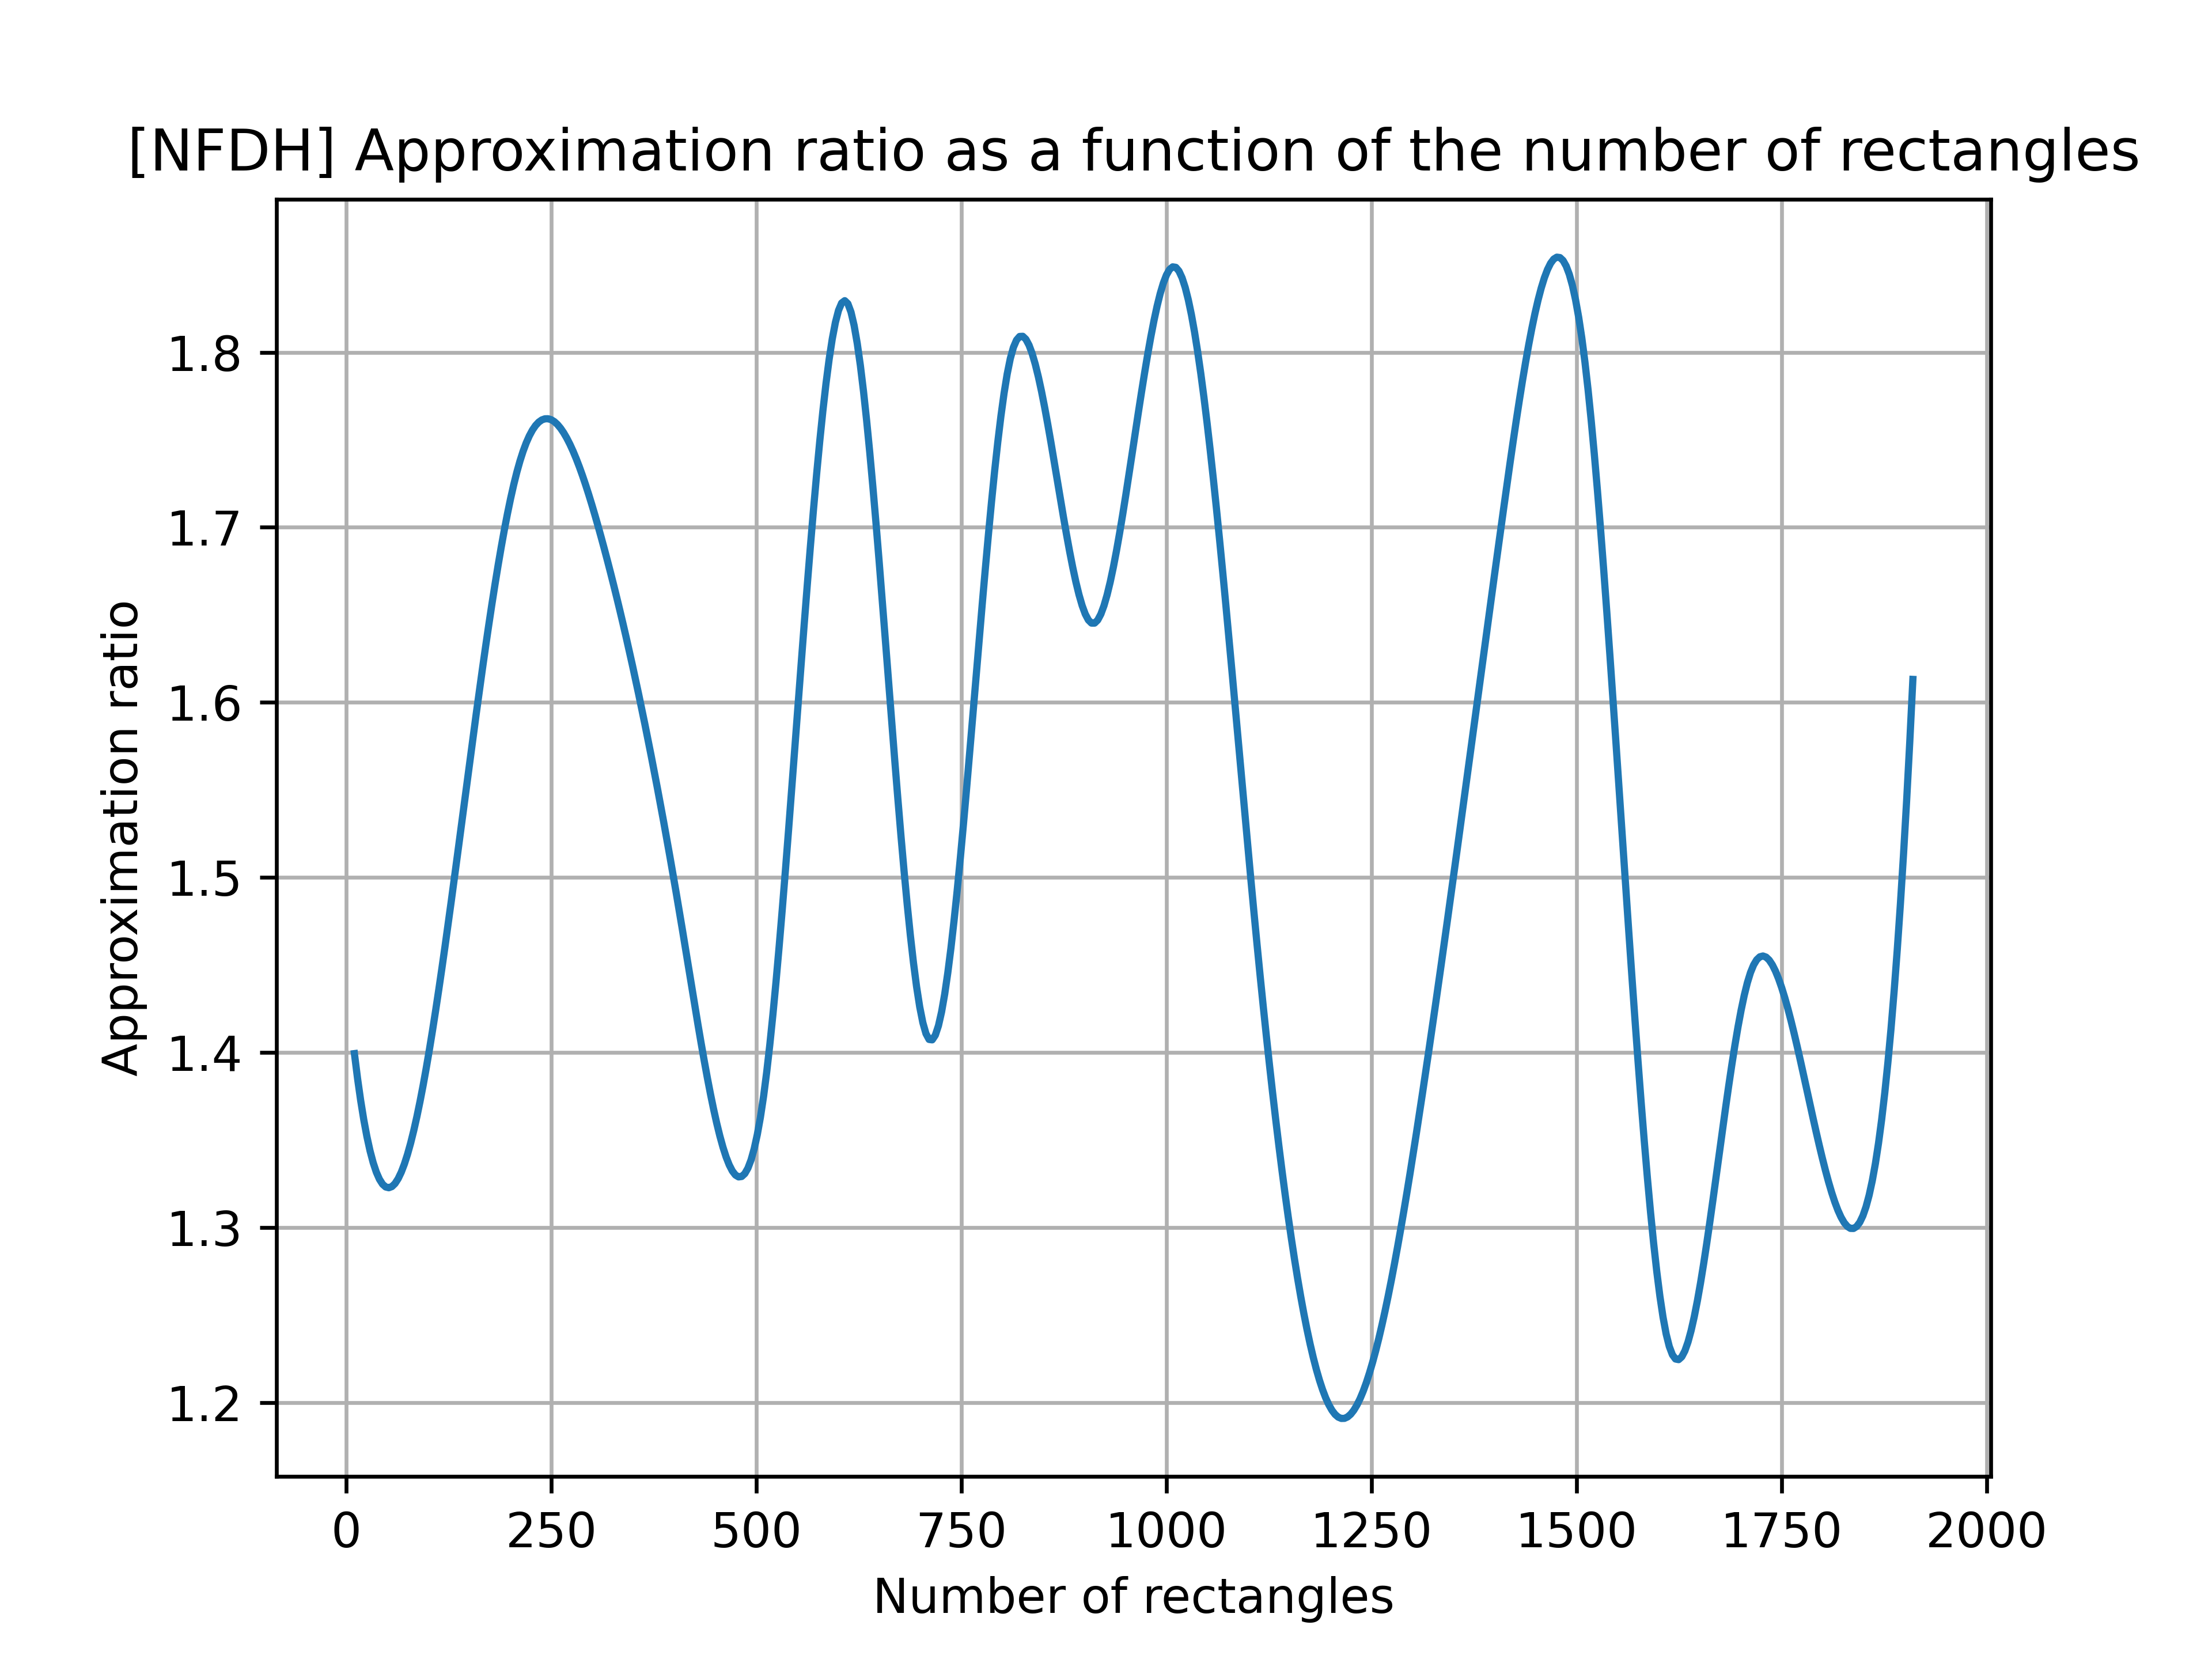 [NFDH] Approximation ratio as a function of the number of rectangles
Approximation ratio
1.8
1.7
1.6
1.5
1.4
1.3
1.2
0 250 500 750 1000 1250 1500 1750 2000
Number of rectangles